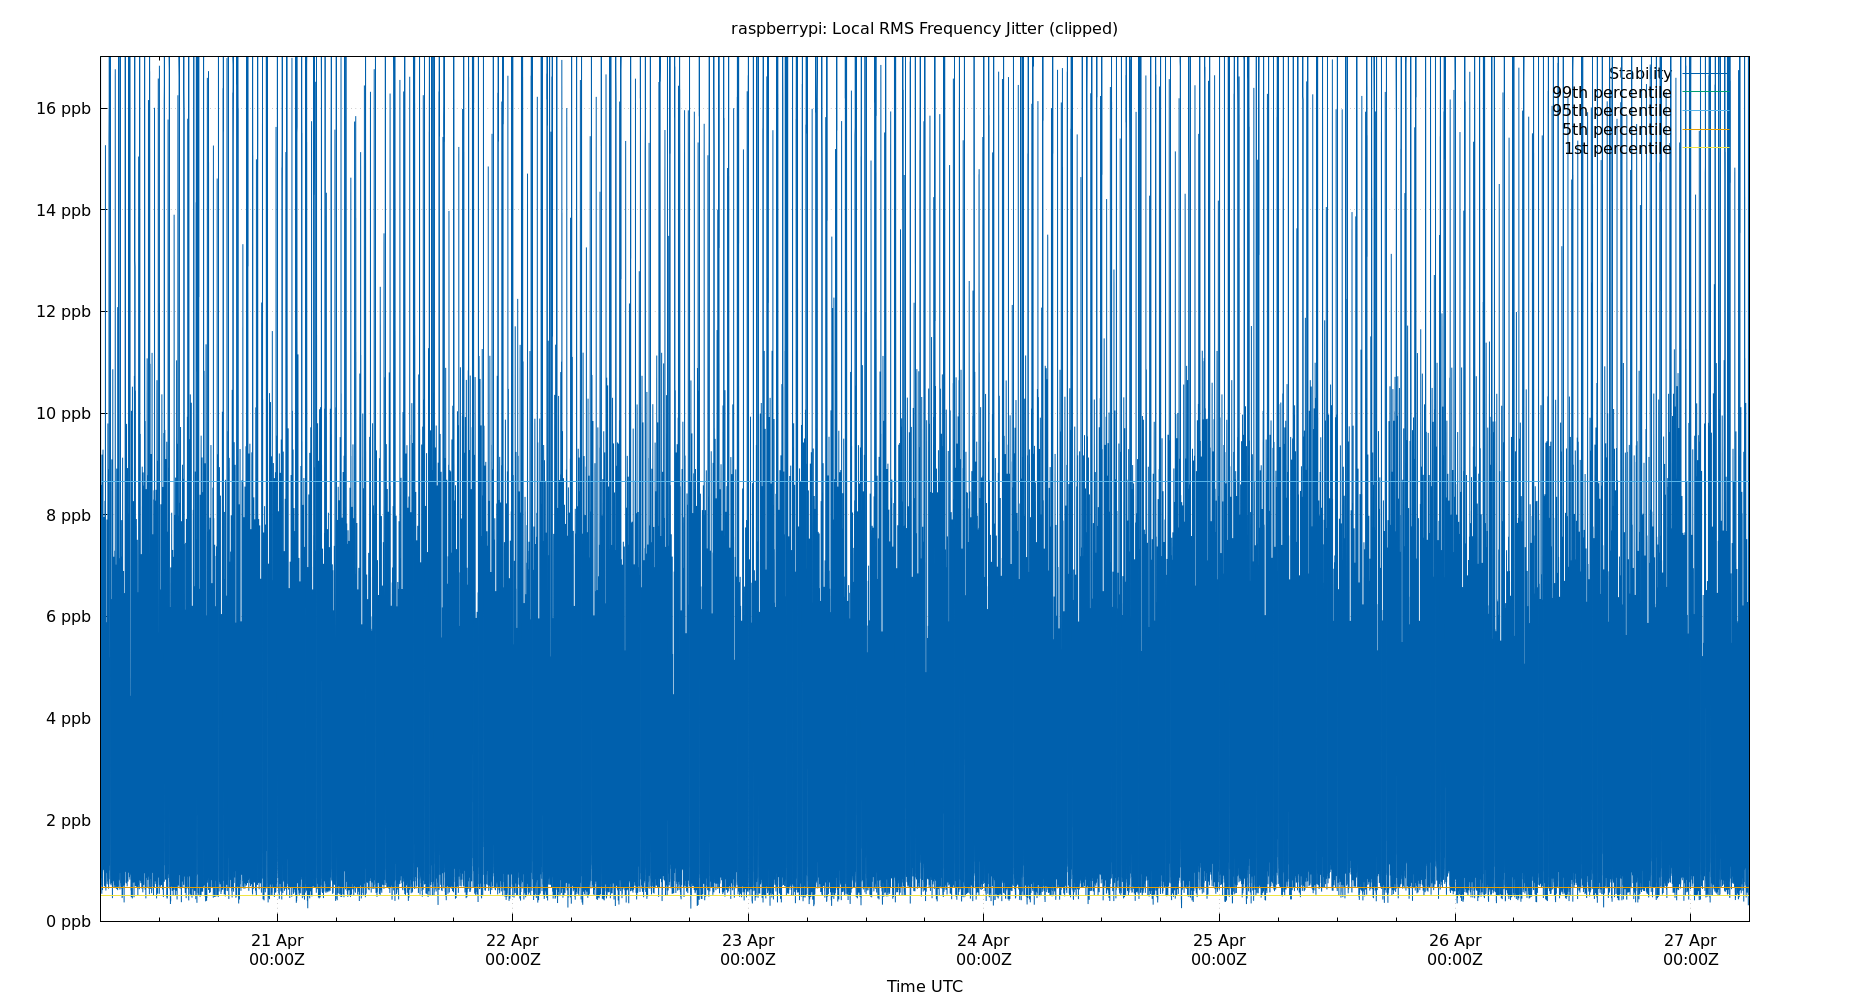 raspberrypi: Local RMS Frequency Jitter (clipped)
Stability
99th percentile
95th percentile
5th percentile
1st percentile
16 ppb
14 ppb
12 ppb
10 ppb
8 ppb
6 ppb
4 ppb
2 ppb
0 ppb
21 Apr 22 Apr 23 Apr 24 Apr 25 Apr 26 Apr 27 Apr
00:00Z 00:00Z 00:00Z 00:00Z 00:00Z 00:00Z 00:00Z
Time UTC